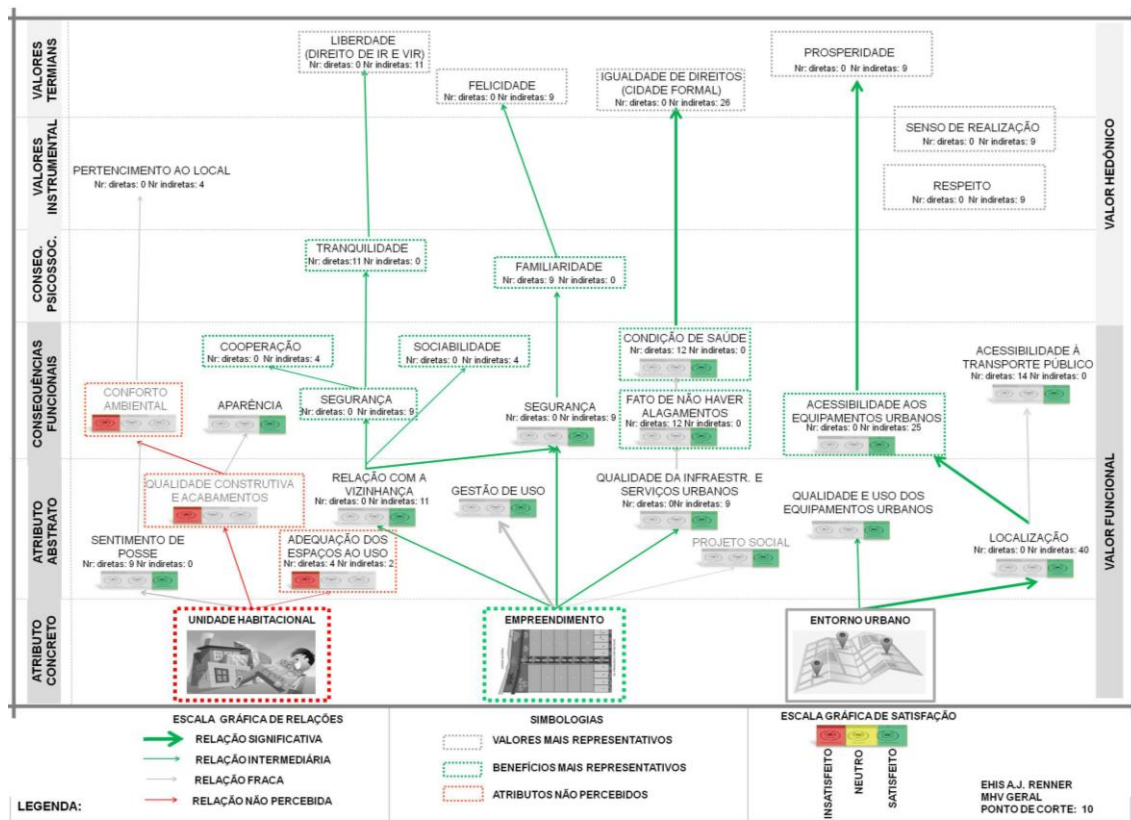 VALORES
TERMIANS
VALORES
INSTRUMENTAL
CONSEQ.
PSICOSSOC.
CONSEQUÊNCIAS
FUNCIONAIS
ATRIBUTO
ABSTRATO
ATRIBUTO
CONCRETO
VALOR HEDÔNICO
VALOR FUNCIONAL
LIBERDADE
(DIREITO DE IR E VIR)
Nr: diretas: 0 Nr indiretas: 11
FELICIDADE
Nr: diretas: 0 Nr indiretas: 9
IGUALDADE DE DIREITOS
(CIDADE FORMAL)
Nr: diretas: 0 Nr indiretas: 26
PROSPERIDADE
Nr: diretas: 0 Nr indiretas: 9
SENSO DE REALIZAÇÃO
Nr: diretas: 0 Nr indiretas: 9
PERTENCIMENTO AO LOCAL
Nr: diretas: 0 Nr indiretas: 4
RESPEITO
Nr: diretas: 0 Nr indiretas: 9
TRANQUILIDADE
Nr: diretas:11 Nr indiretas: 0
FAMILIARIDADE
Nr: diretas: 9 Nr indiretas: 0
COOPERAÇÃO
Nr: diretas: 0 Nr indiretas: 4
SOCIABILIDADE
Nr: diretas: 0 Nr indiretas: 4
CONDIÇÃO DE SAÚDE
Nr: diretas: 12 Nr indiretas: 0
ACESSIBILIDADE À
TRANSPORTE PÚBLICO
Nr: diretas: 14 Nr indiretas: 0
CONFORTO
AMBIENTAL
APARÊNCIA
SEGURANÇA
Nr: diretas: 0 Nr indiretas: 9
SEGURANÇA
Nr: diretas: 0 Nr indiretas: 9
FATO DE NÃO HAVER
ALAGAMENTOS
Nr: diretas: 12 Nr indiretas: 0
ACESSIBILIDADE AOS
EQUIPAMENTOS URBANOS
Nr: diretas: 0 Nr indiretas: 25
QUALIDADE CONSTRUTIVA
E ACABAMENTOS
RELAÇÃO COM A
VIZINHANÇA
Nr: diretas: 0 Nr indiretas: 11
GESTÃO DE USO
QUALIDADE DA INFRAESTR. E
SERVIÇOS URBANOS
Nr: diretas: 0Nr indiretas: 9
QUALIDADE E USO DOS
EQUIPAMENTOS URBANOS
SENTIMENTO DE
POSSE
Nr: diretas: 9 Nr indiretas: 0
ADEQUAÇÃO DOS
ESPAÇOS AO USO
Nr: diretas: 4 Nr indiretas: 2
PROJETO SOCIAL
LOCALIZAÇÃO
Nr: diretas: 0 Nr indiretas: 40
UNIDADE HABITACIONAL
EMPREENDIMENTO
ENTORNO URBANO
ESCALA GRÁFICA DE RELAÇÕES
RELAÇÃO SIGNIFICATIVA
RELAÇÃO INTERMEDIÁRIA
RELAÇÃO FRACA
RELAÇÃO NÃO PERCEBIDA
LEGENDA:
SIMBOLOGIAS
VALORES MAIS REPRESENTATIVOS
BENEFÍCIOS MAIS REPRESENTATIVOS
ATRIBUTOS NÃO PERCEBIDOS
ESCALA GRÁFICA DE SATISFAÇÃO
INSATISFEITO
NEUTRO
SATISFEITO
EHIS A.J. RENNER
MHV GERAL
PONTO DE CORTE: 10